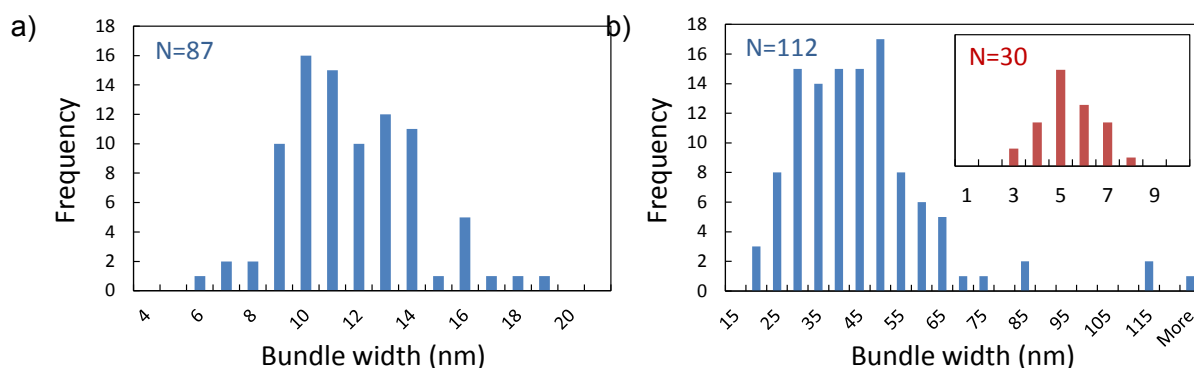 a)
N=87
Frequency
18
16
14
12
10
8
6
4
2
0
4 6 8 10 12 14 16 18 20
Bundle width (nm)
b)
N=112
Frequency
18
16
14
12
10
8
6
4
2
0
15 25 35 45 55 65 75 85 95 105 115 More
Bundle width (nm)
N=30
1 3 5 7 9